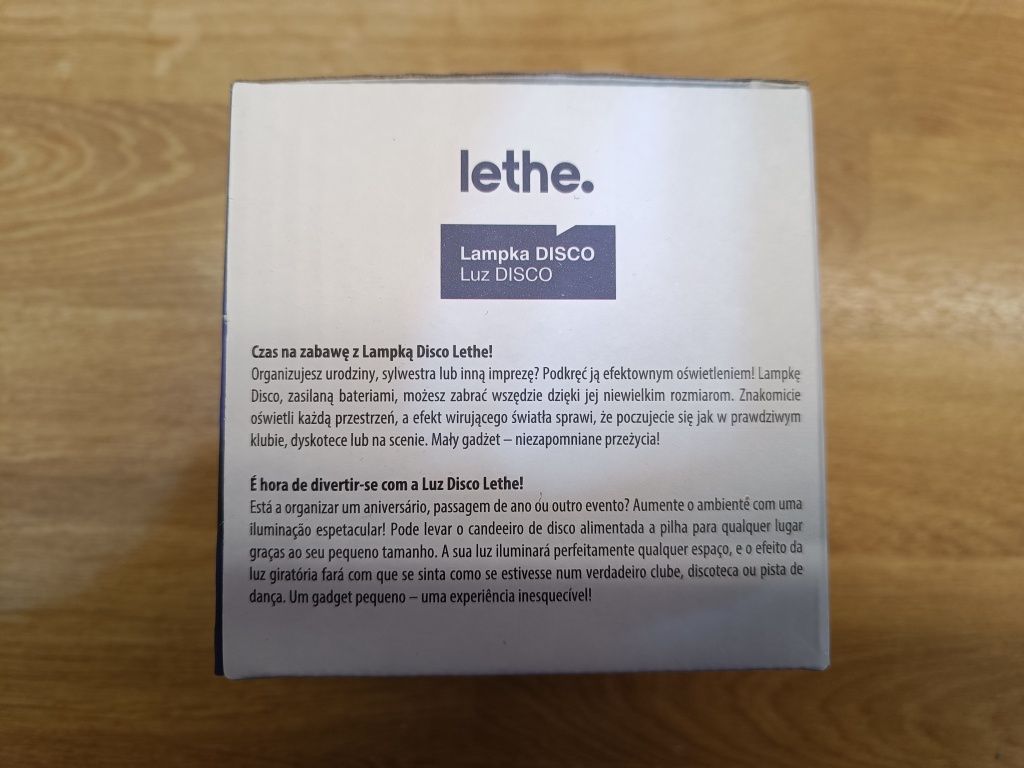 lethe.
Lampka DISCO
Luz DISCO
Czas na zabawę z Lampką Disco Lethe!
Organizujesz urodziny, sylwestra lub inną imprezę? Podkręć ją efektownym oświetleniem! Lampkę
Disco, zasilaną bateriami, możesz zabrać wszędzie dzięki jej niewielkim rozmiarom. Znakomicie
oświetli każdą przestrzeń, a efekt wirującego światła sprawi, że poczujecie się jak w prawdziwym
klubie, dyskotece lub na scenie. Mały gadżet – niezapomniane przeżycia!
É hora de divertir-se com a Luz Disco Lethe!
Está a organizar um aniversário, passagem de ano ou outro evento? Aumente o ambiente com uma
iluminação espetacular! Pode levar o candeeiro de disco alimentada a pilha para qualquer lugar
graças ao seu pequeno tamanho. A sua luz iluminará perfeitamente qualquer espaço, e o efeito da
luz giratória fará com que se sinta como se estivesse num verdadeiro clube, discoteca ou pista de
dança. Um gadget pequeno – uma experiência inesquecível!